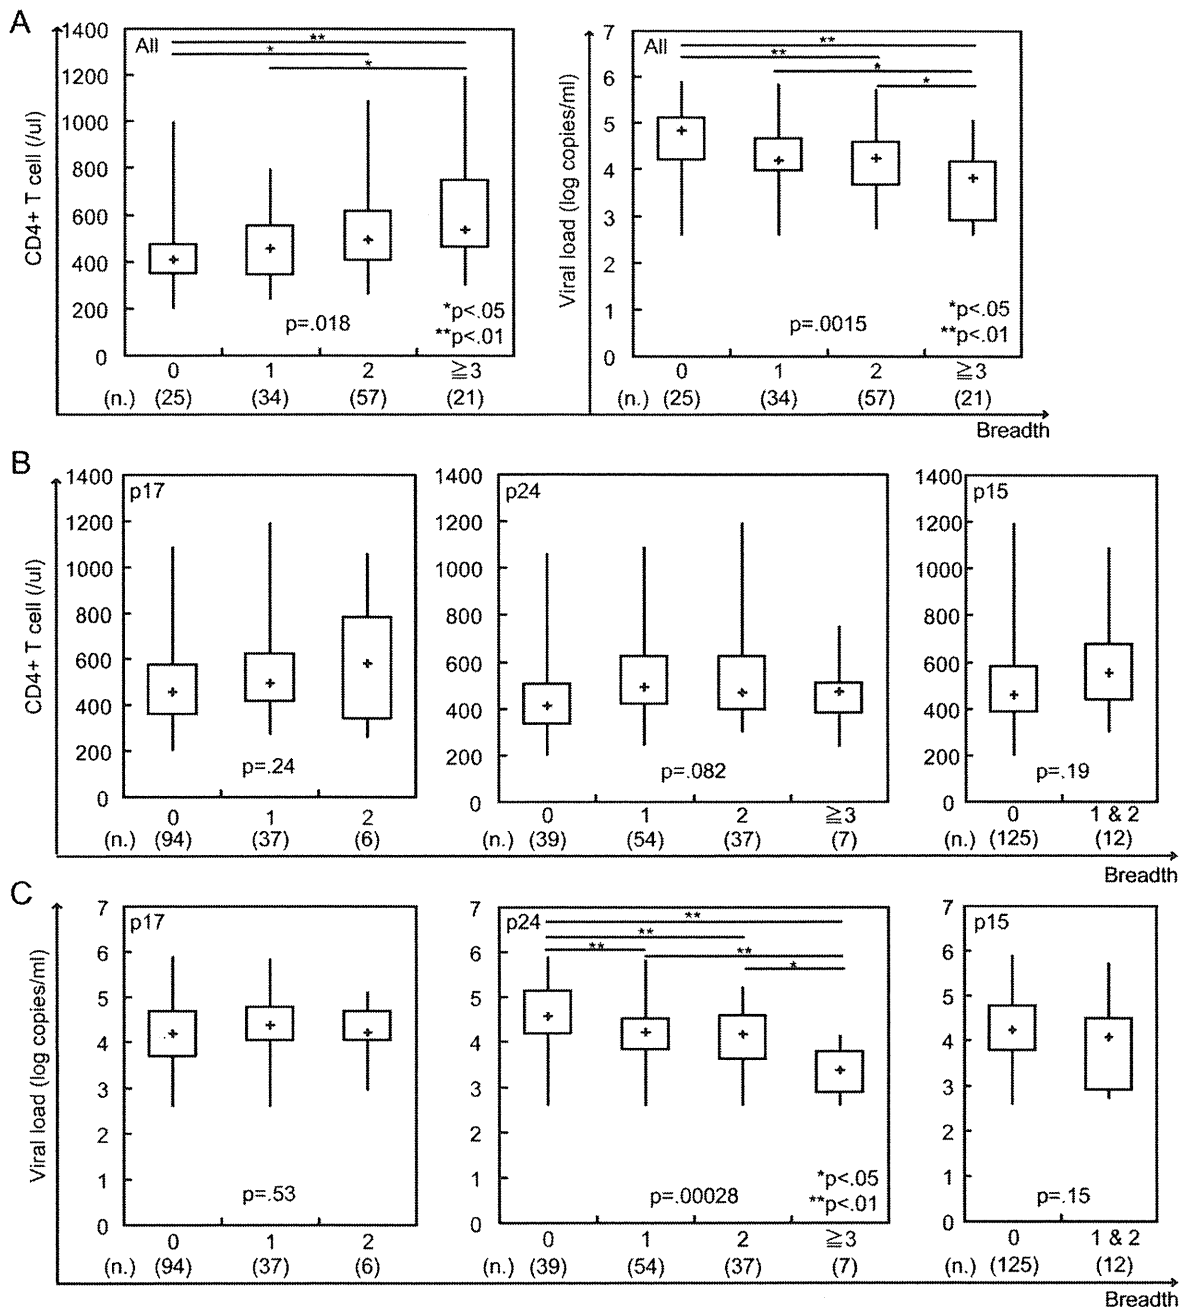 A
CD4+ T cell (/ul)
1400
1200
1000
800
600
400
200
0
All
**
*
*
p=.018
*p<.05
**p<.01
0 1 2 ≧3
(n.) (25) (34) (57) (21)
Viral load (log copies/ml)
7
6
5
4
3
2
1
0
All
**
**
*
*
p=.0015
*p<.05
**p<.01
0 1 2 ≧3
(n.) (25) (34) (57) (21)
Breadth
B
CD4+ T cell (/ul)
1400
1200
1000
800
600
400
200
0
p17
p=.24
0 1 2
(n.) (94) (37) (6)
1400
1200
1000
800
600
400
200
0
p24
p=.082
0 1 2 ≧3
(n.) (39) (54) (37) (7)
1400
1200
1000
800
600
400
200
0
p15
p=.19
0 1 & 2
(n.) (125) (12)
Breadth
C
Viral load (log copies/ml)
7
6
5
4
3
2
1
0
p17
p=.53
0 1 2
(n.) (94) (37) (6)
7
6
5
4
3
2
1
0
p24
**
**
**
**
*
p=.00028
*p<.05
**p<.01
0 1 2 ≧3
(n.) (39) (54) (37) (7)
7
6
5
4
3
2
1
0
p15
p=.15
0 1 & 2
(n.) (125) (12)
Breadth